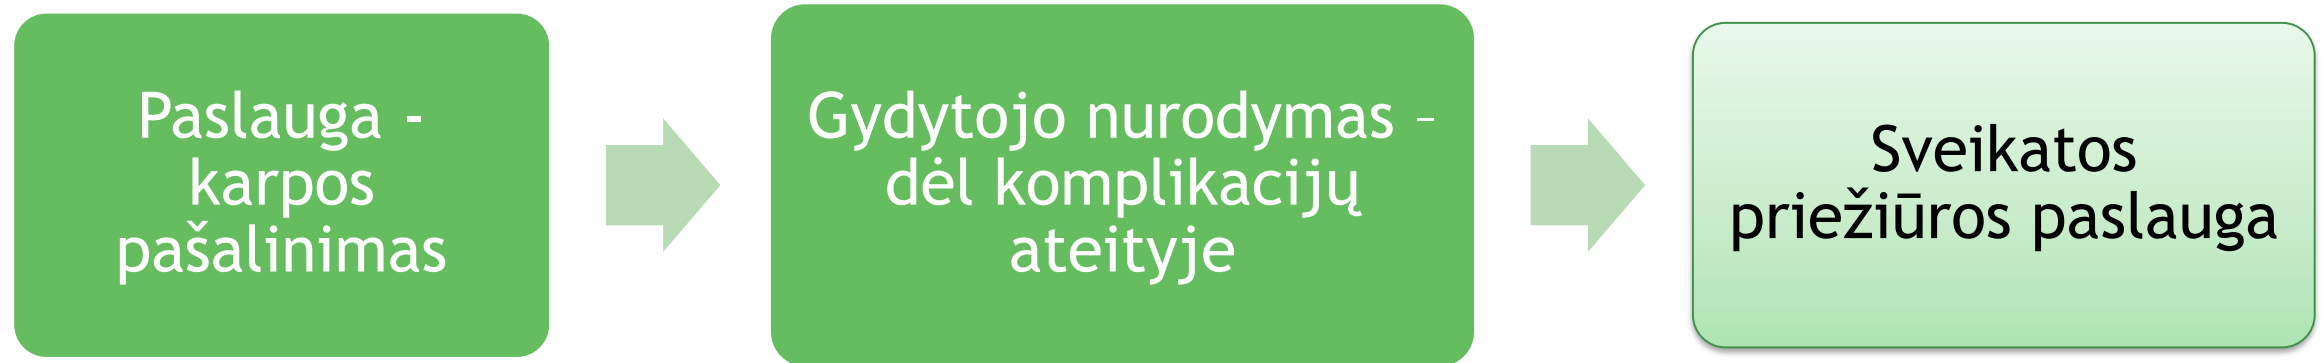 Paslauga -
karpos
pašalinimas
Gydytojo nurodymas –
dėl komplikacijų
ateityje
Sveikatos
priežiūros paslauga